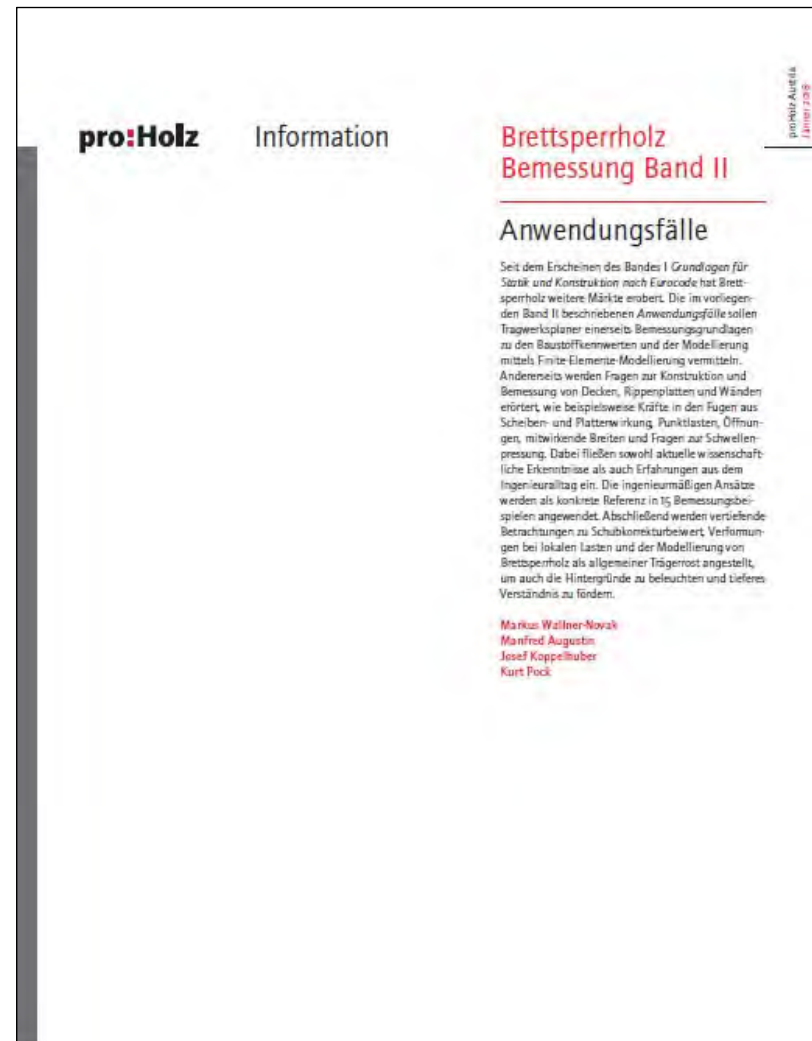 proHolz Austria
Jänner 2018
pro:Holz Information
Brettsperrholz
Bemessung Band II
Anwendungsfälle
Seit dem Erscheinen des Bandes I Grundlagen für
Statik und Konstruktion nach Eurocode hat Brett-
sperrholz weitere Märkte erobert. Die im vorliegen-
den Band II beschriebenen Anwendungsfälle sollen
Tragwerksplaner einerseits Bemessungsgrundlagen
zu den Baustoffkennwerten und der Modellierung
mittels Finite-Elemente-Modellierung vermitteln.
Andererseits werden Fragen zur Konstruktion und
Bemessung von Decken, Rippenplatten und Wänden
erörtert, wie beispielsweise Kräfte in den Fugen aus
Scheiben- und Plattenwirkung, Punktlasten, Öffnun-
gen, mitwirkende Breiten und Fragen zur Schwellen-
pressung. Dabei fließen sowohl aktuelle wissenschaft-
liche Erkenntnisse als auch Erfahrungen aus dem
Ingenieuralltag ein. Die ingenieurmäßigen Ansätze
werden als konkrete Referenz in 15 Bemessungsbei-
spielen angewendet. Abschließend werden vertiefende
Betrachtungen zu Schubkorrekturbeiwert, Verformun-
gen bei lokalen Lasten und der Modellierung von
Brettsperrholz als allgemeiner Trägerrost angestellt,
um auch die Hintergründe zu beleuchten und tieferes
Verständnis zu fördern.
Markus Wallner-Novak
Manfred Augustin
Josef Koppelhuber
Kurt Pock